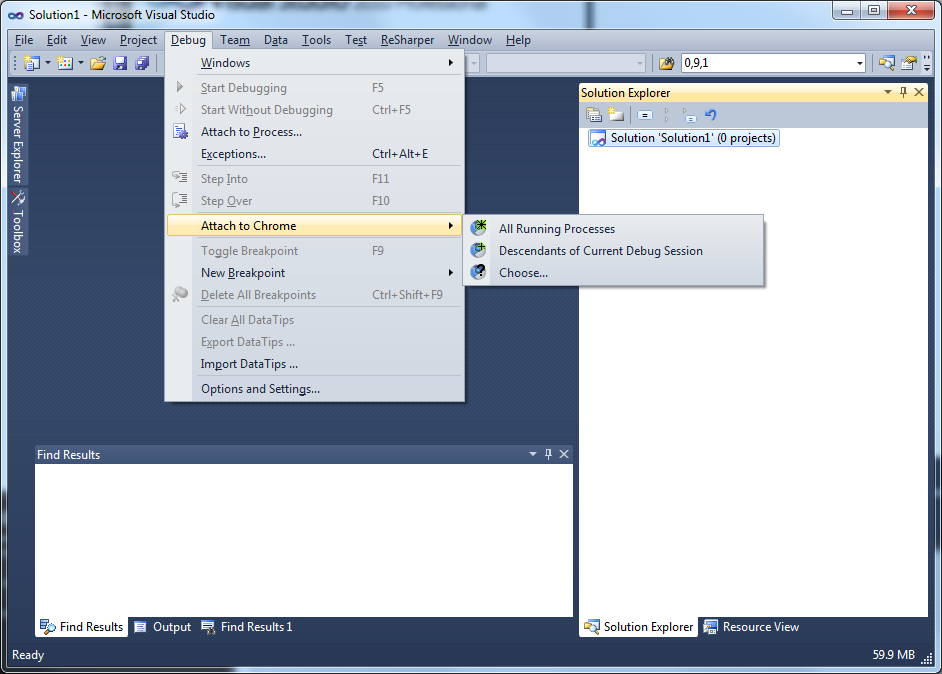 Solution1 - Microsoft Visual Studio
File Edit View Project Debug Team Data Tools Test ReSharper Window Help
0,9,1
Server Explorer
Toolbox
Windows
Start Debugging F5
Start Without Debugging Ctrl+F5
Attach to Process...
Exceptions... Ctrl+Alt+E
Step Into F11
Step Over F10
Attach to Chrome
Toggle Breakpoint F9
New Breakpoint
Delete All Breakpoints Ctrl+Shift+F9
Clear All DataTips
Export DataTips ...
Import DataTips ...
Options and Settings...
All Running Processes
Descendants of Current Debug Session
Choose...
Solution Explorer
Solution 'Solution1' (0 projects)
Find Results
Find Results Output Find Results 1
Solution Explorer Resource View
Ready 59.9 MB